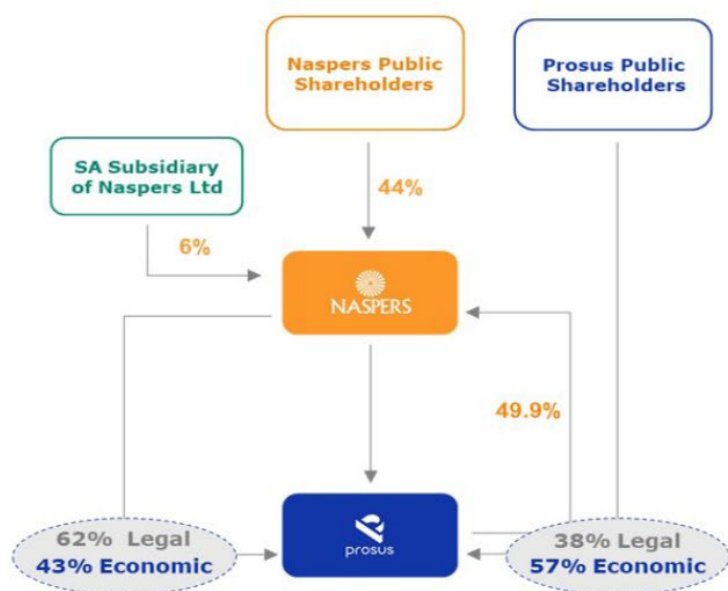 Naspers Public
Shareholders
Prosus Public
Shareholders
SA Subsidiary
of Naspers Ltd
44%
6%
NASPERS
49.9%
prosus
62% Legal
43% Economic
38% Legal
57% Economic